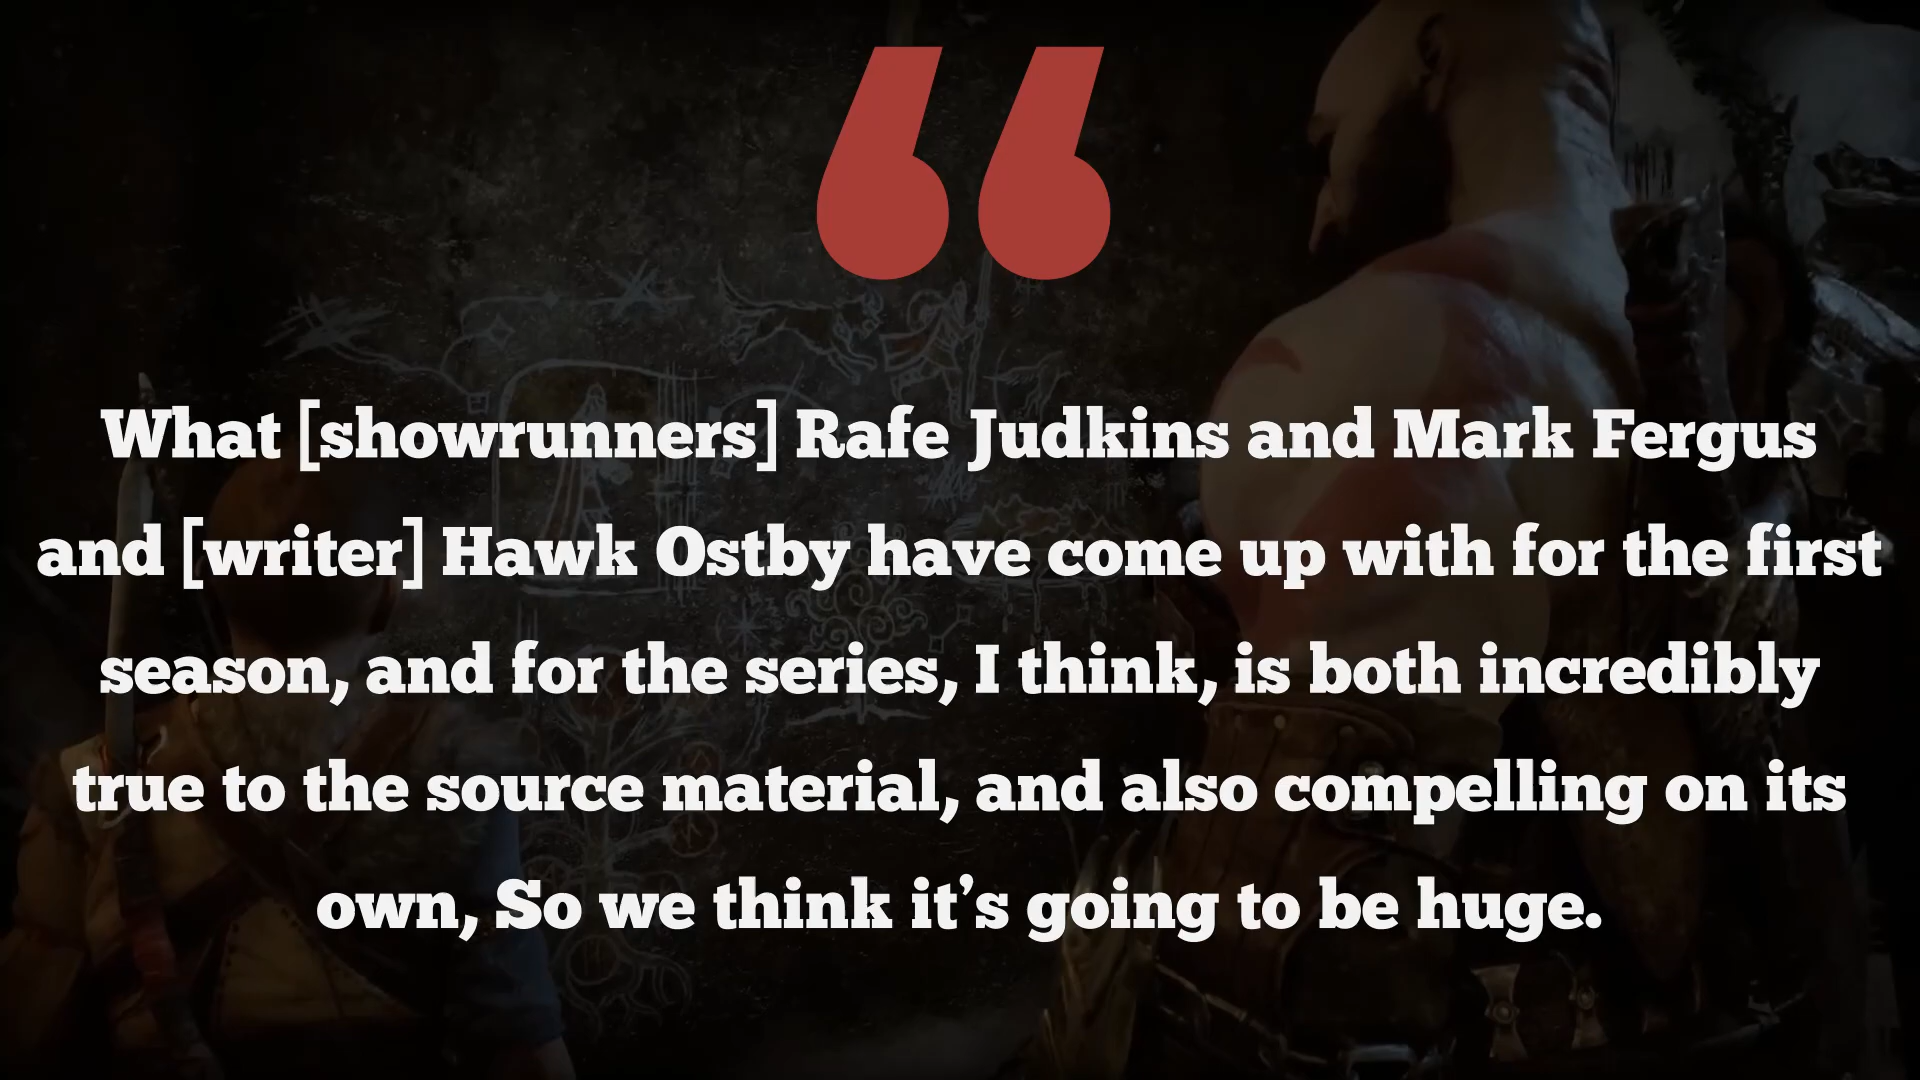 “
What [showrunners] Rafe Judkins and Mark Fergus
and [writer] Hawk Ostby have come up with for the first
season, and for the series, I think, is both incredibly
true to the source material, and also compelling on its
own, So we think it’s going to be huge.